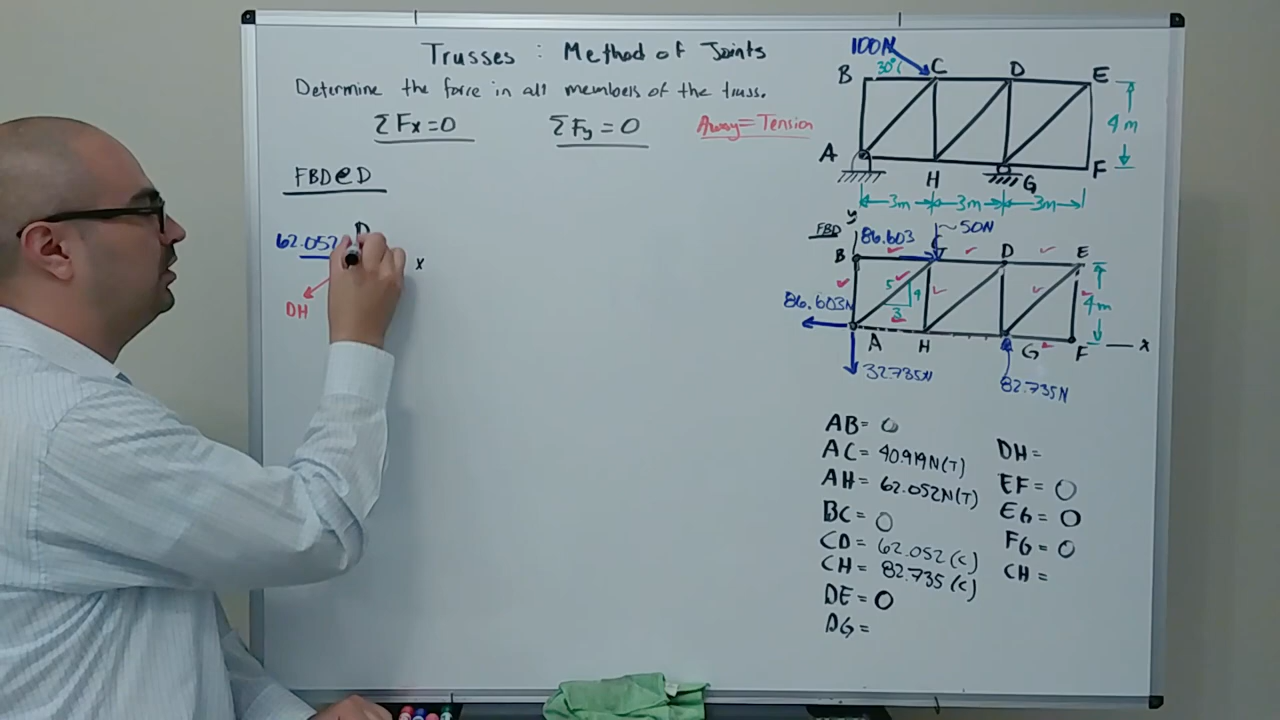 Trusses : Method of Joints
Determine the force in all members of the truss.
ΣFx=0 ΣFy=0 Away=Tension
FBD@D
62.052 D
x
DH
100N
B 30° C D E
4m
A H G F
3m 3m 3m
y
FBD 86.603 50N
B D E
5 4
3
86.603N
4m
A H G F x
32.735N 82.735N
AB= 0
AC= 40.919N(T)
AH= 62.052N(T)
BC= 0
CD= 62.052 (C)
CH= 82.735 (C)
DE= 0
DG=
DH=
EF= 0
EG= 0
FG= 0
CH=